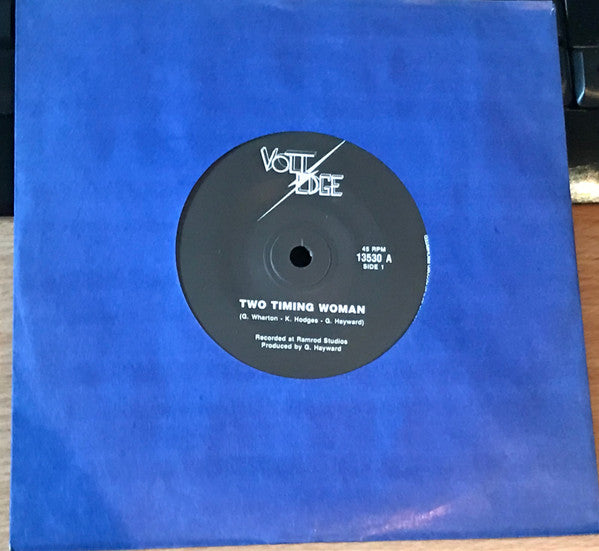 VOLT
EDGE
45 RPM
13530 A
SIDE 1
TWO TIMING WOMAN
(G. Wharton - K. Hodges - G. Hayward)
Recorded at Ramrod Studios
Produced by G. Hayward